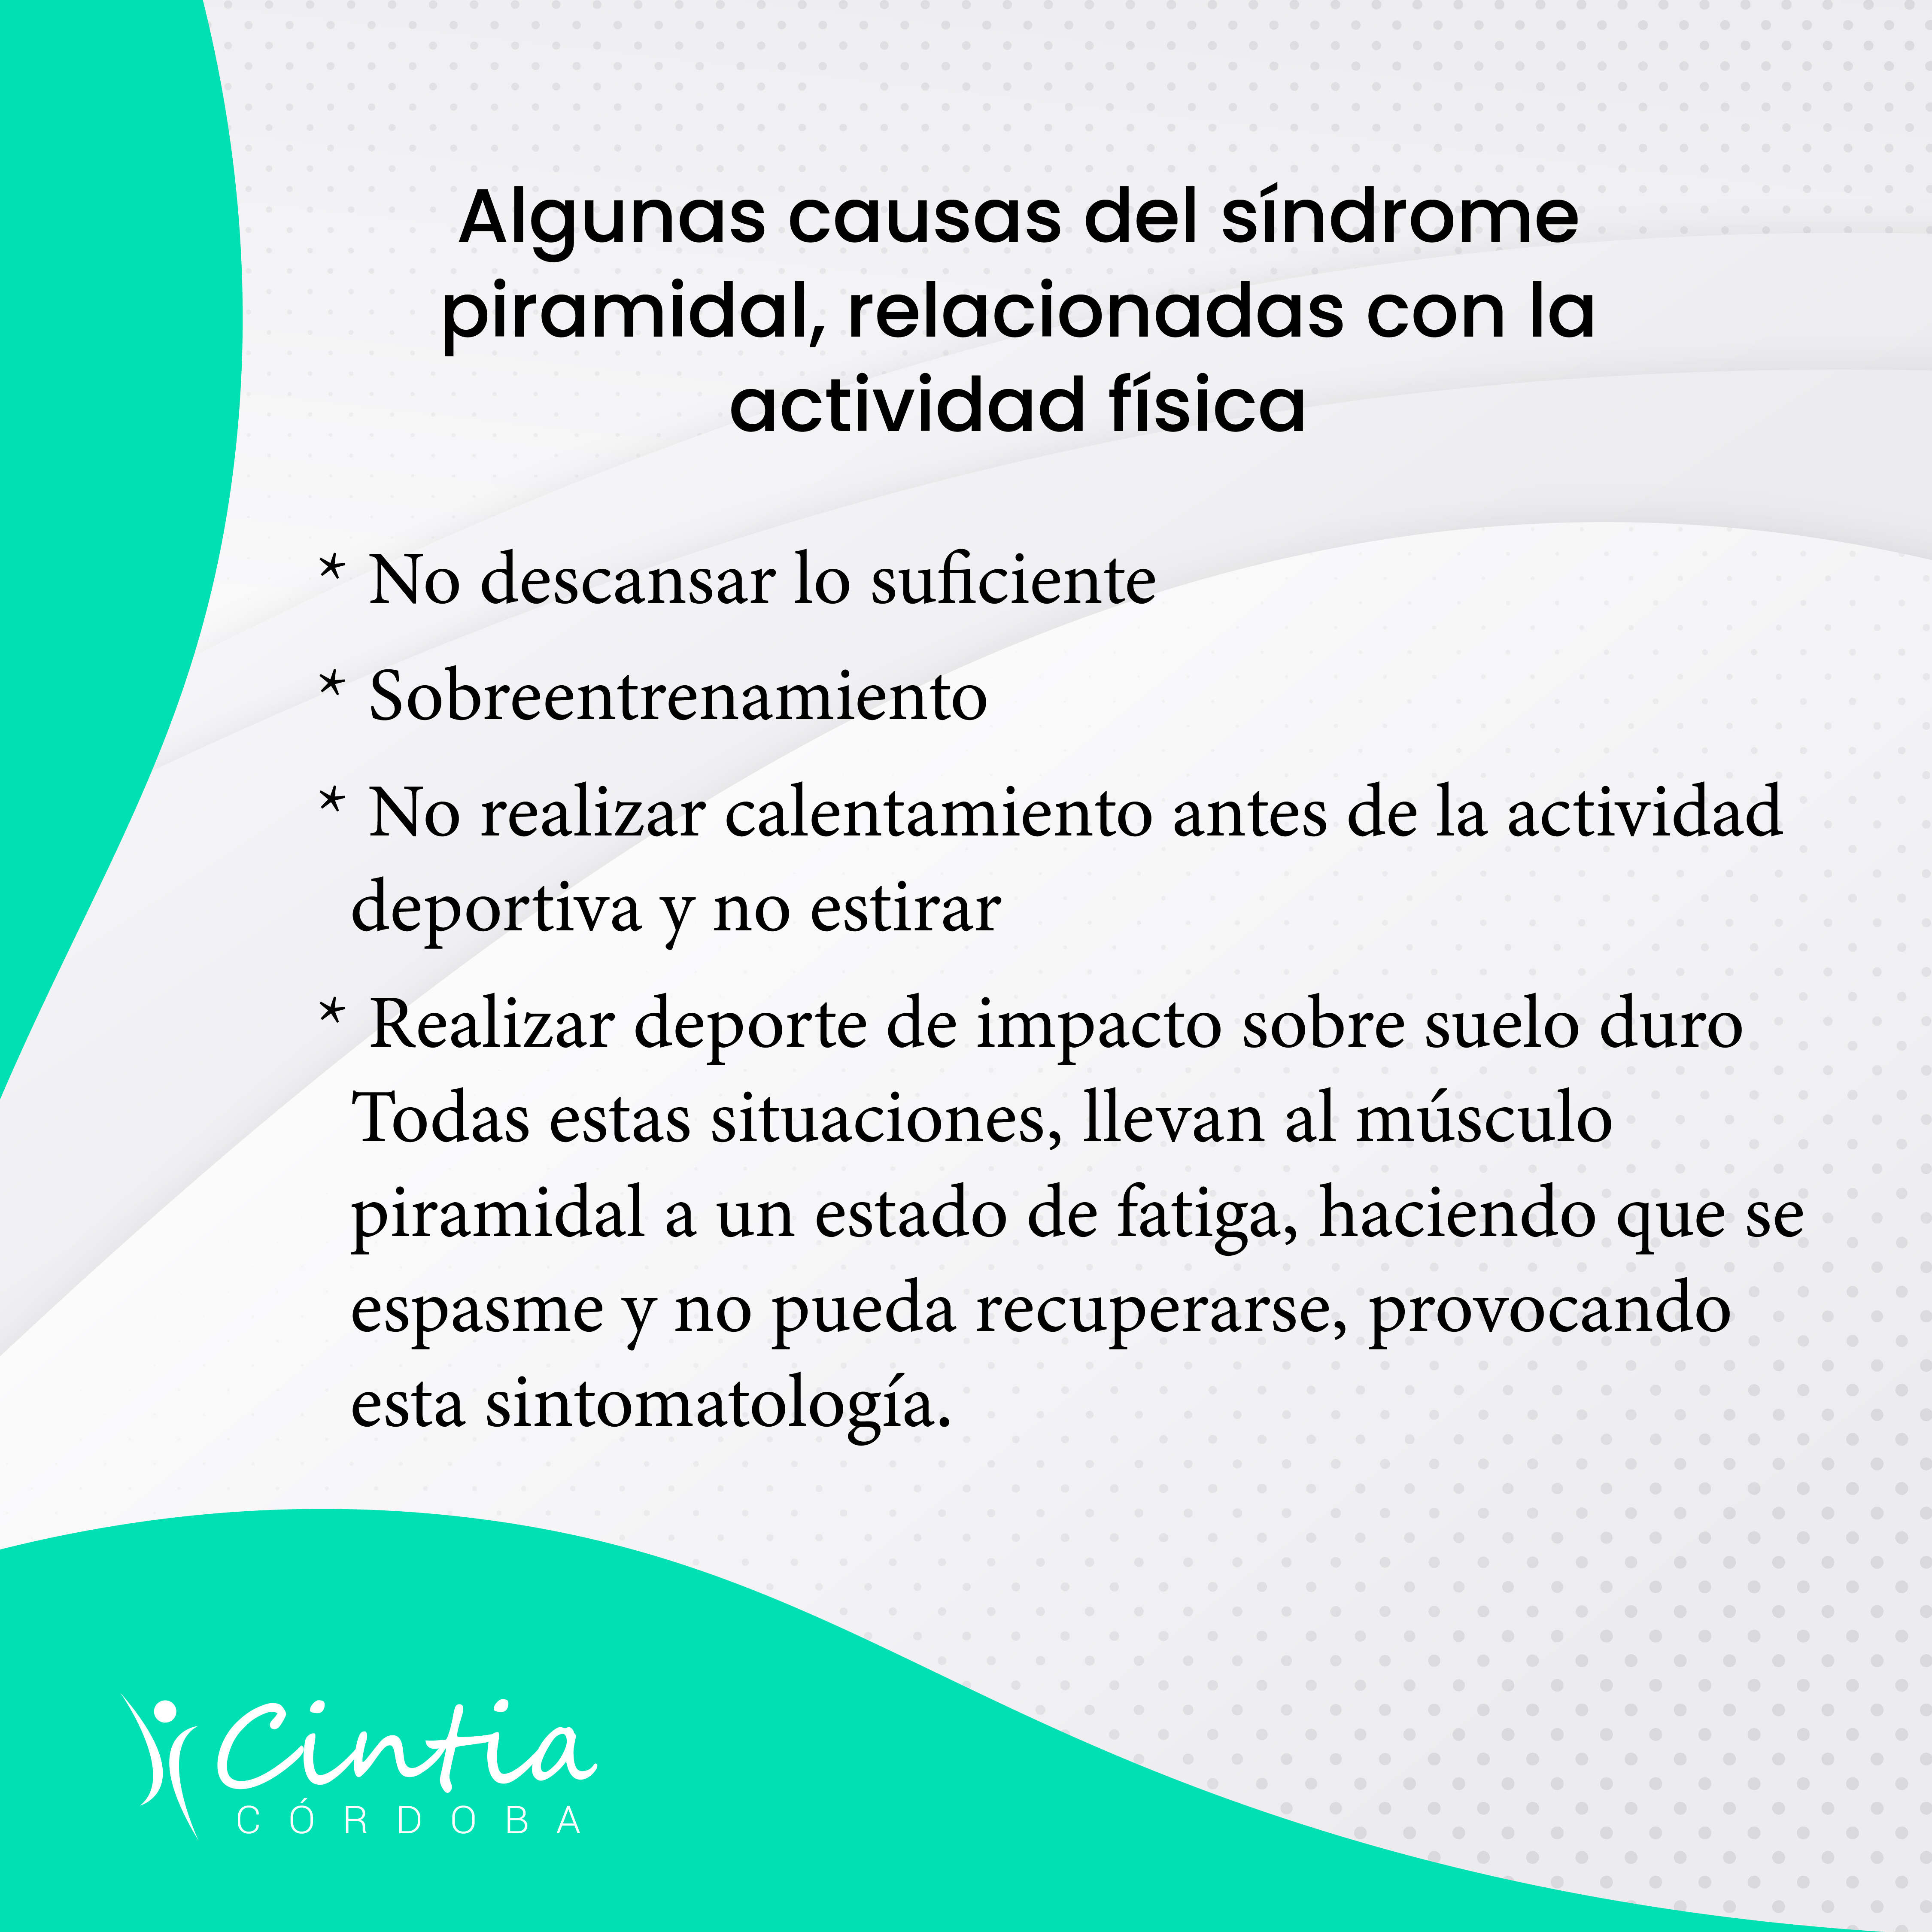 Algunas causas del síndrome
piramidal, relacionadas con la
actividad física
* No descansar lo suficiente
* Sobreentrenamiento
* No realizar calentamiento antes de la actividad
deportiva y no estirar
* Realizar deporte de impacto sobre suelo duro
Todas estas situaciones, llevan al músculo
piramidal a un estado de fatiga, haciendo que se
espasme y no pueda recuperarse, provocando
esta sintomatología.
Cintia
CÓRDOBA